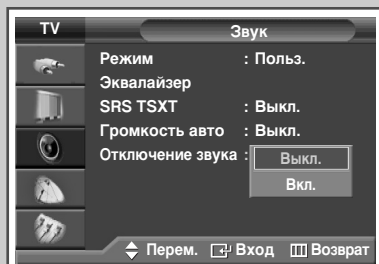 TV
Звук
Режим : Польз.
Эквалайзер
SRS TSXT : Выкл.
Громкость авто : Выкл.
Отключение звука : Выкл.
Вкл.
Перем. Вход Возврат